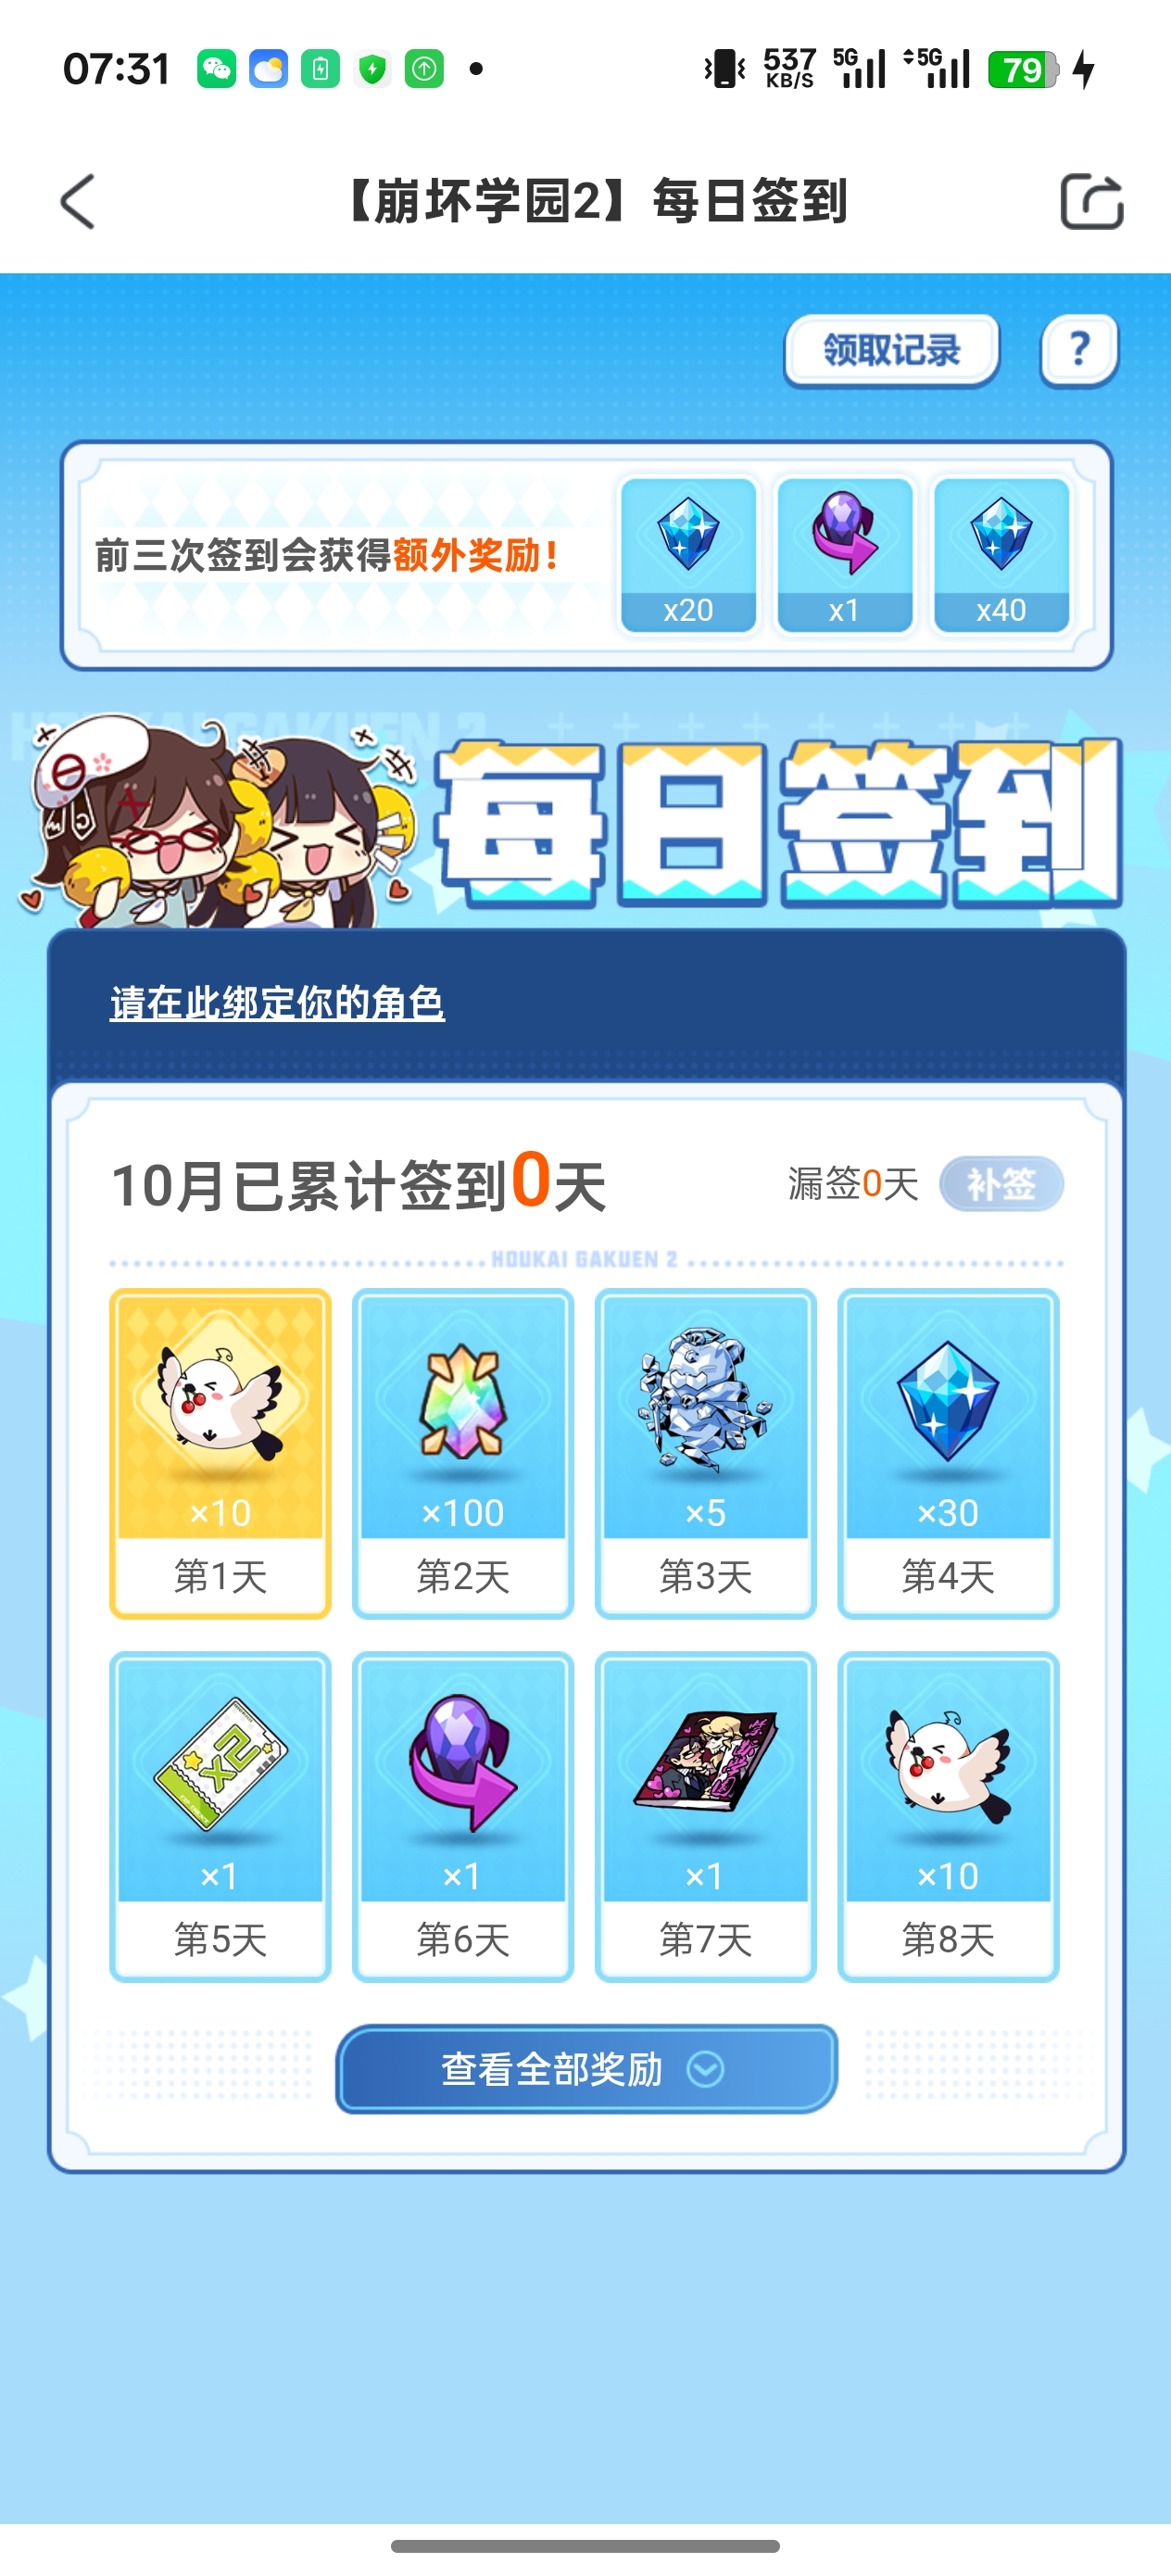 07:31
537
KB/S
5G
5G
79
【崩坏学园2】每日签到
领取记录
?
前三次签到会获得额外奖励!
x20
x1
x40
HOUKAI GAKUEN 2
每日签到
请在此绑定你的角色
10月已累计签到0天
漏签0天
补签
HOUKAI GAKUEN 2
×10
×100
×5
×30
第1天
第2天
第3天
第4天
x2
×1
×1
×1
×10
第5天
第6天
第7天
第8天
查看全部奖励